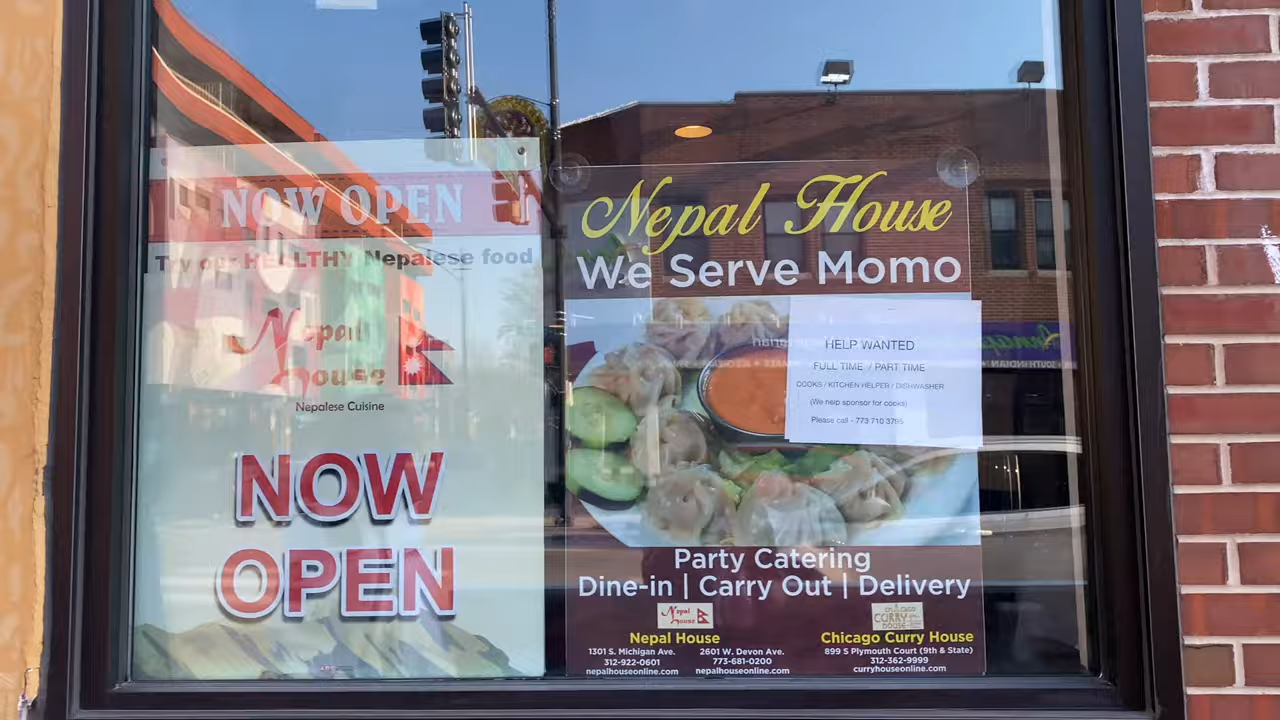 NOW OPEN
Try our HELLTHY Nepalese food
Nepal
House
Nepalese Cuisine
NOW
OPEN
Nepal House
We Serve Momo
HELP WANTED
FULL TIME / PART TIME
COOKS / KITCHEN HELPER / DISHWASHER
(We help sponsor for cooks)
Please call - 773 710 3795
Party Catering
Dine-in | Carry Out | Delivery
Nepal
House
CHICAGO
CURRY
HOUSE
Nepal House
1301 S. Michigan Ave.
312-922-0601
nepalhouseonline.com
2601 W. Devon Ave.
773-681-0200
nepalhouseonline.com
Chicago Curry House
899 S Plymouth Court (9th & State)
312-362-9999
curryhouseonline.com